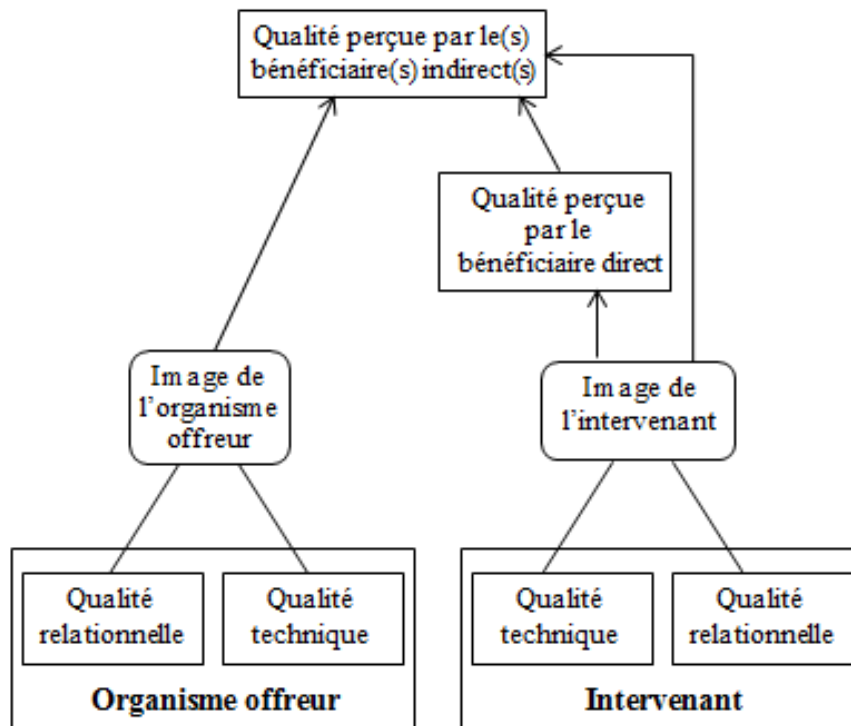 Qualité perçue par le(s)
bénéficiaire(s) indirect(s)
Qualité perçue
par le
bénéficiaire direct
Image de
l'organisme
offreur
Image de
l'intervenant
Qualité
relationnelle
Qualité
technique
Organisme offreur
Qualité
technique
Qualité
relationnelle
Intervenant